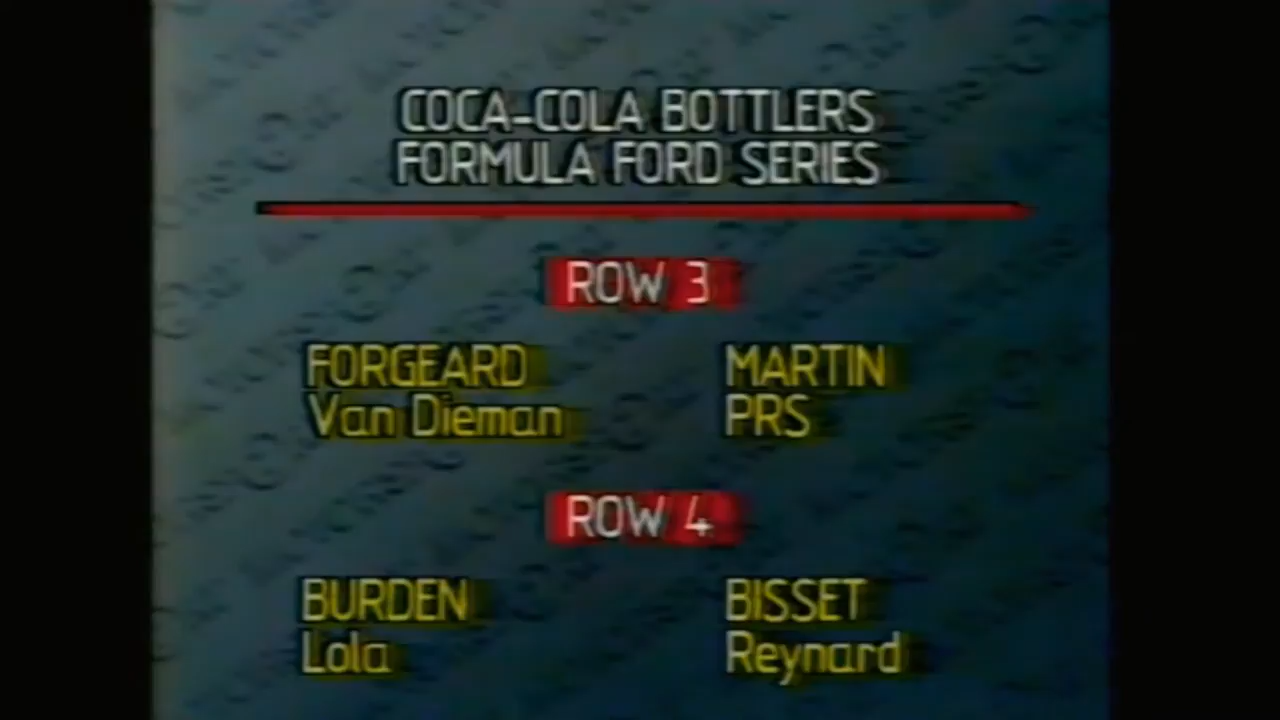 COCA-COLA BOTTLERS
FORMULA FORD SERIES
ROW 3
FORGEARD MARTIN
Van Dieman PRS
ROW 4
BURDEN BISSET
Lola Reynard